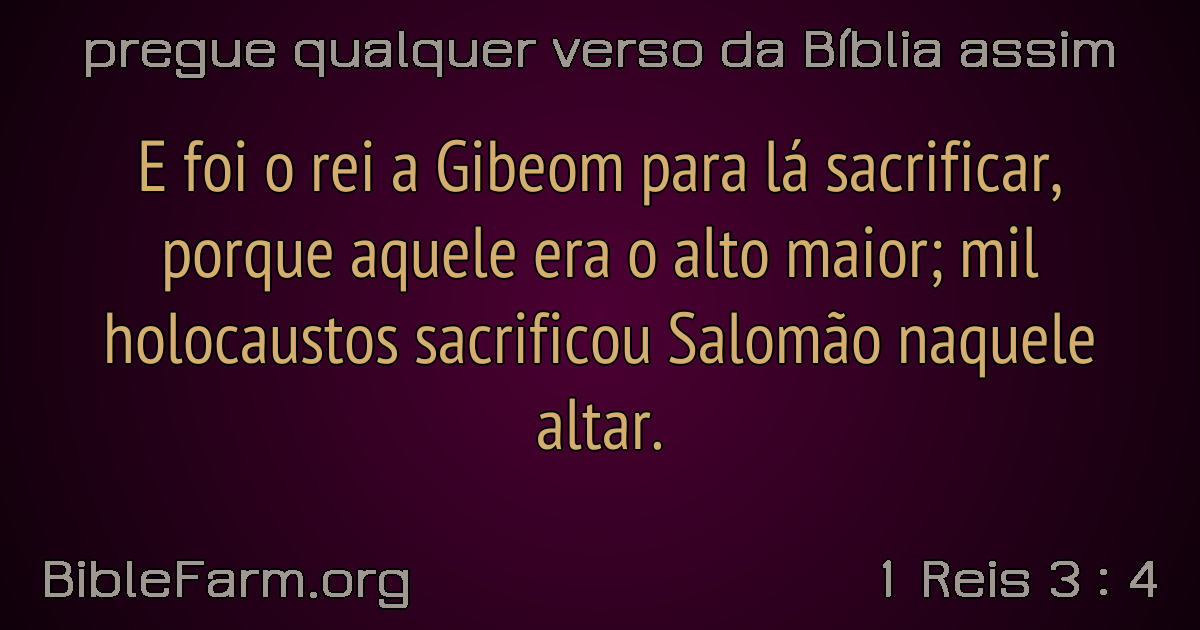 pregue qualquer verso da Bíblia assim
E foi o rei a Gibeom para lá sacrificar,
porque aquele era o alto maior; mil
holocaustos sacrificou Salomão naquele
altar.
BibleFarm.org
1 Reis 3 : 4